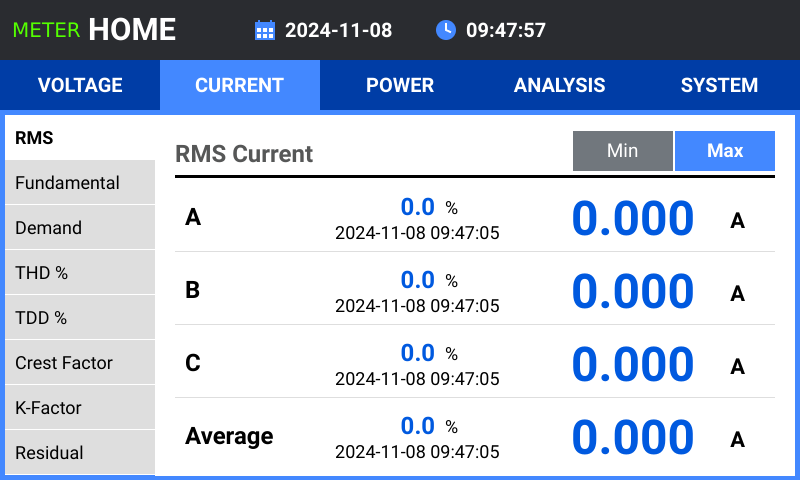 METER HOME 2024-11-08 09:47:57
VOLTAGE CURRENT POWER ANALYSIS SYSTEM
RMS
Fundamental
Demand
THD %
TDD %
Crest Factor
K-Factor
Residual
RMS Current Min Max
A 0.0 % 0.000 A
2024-11-08 09:47:05
B 0.0 % 0.000 A
2024-11-08 09:47:05
C 0.0 % 0.000 A
2024-11-08 09:47:05
Average 0.0 % 0.000 A
2024-11-08 09:47:05